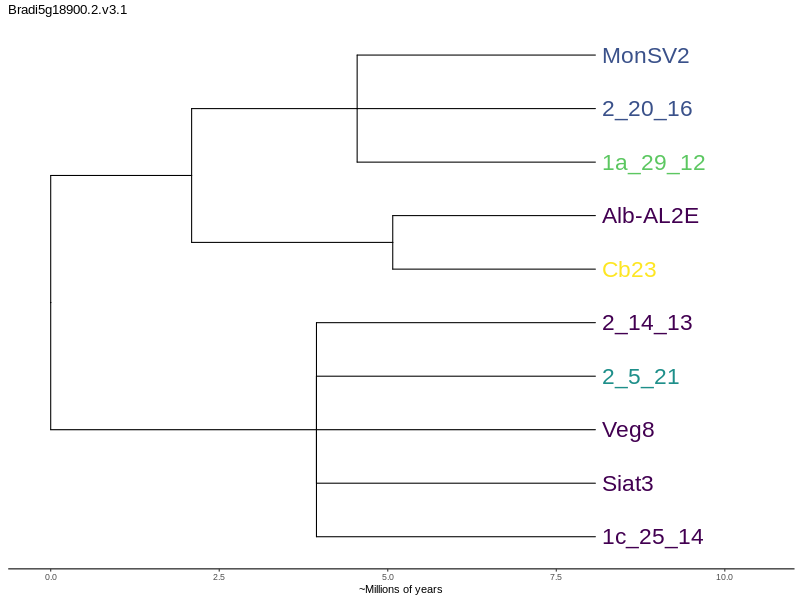 Bradi5g18900.2.v3.1
MonSV2
2_20_16
1a_29_12
Alb-AL2E
Cb23
2_14_13
2_5_21
Veg8
Siat3
1c_25_14
0.0 2.5 5.0 7.5 10.0
~Millions of years